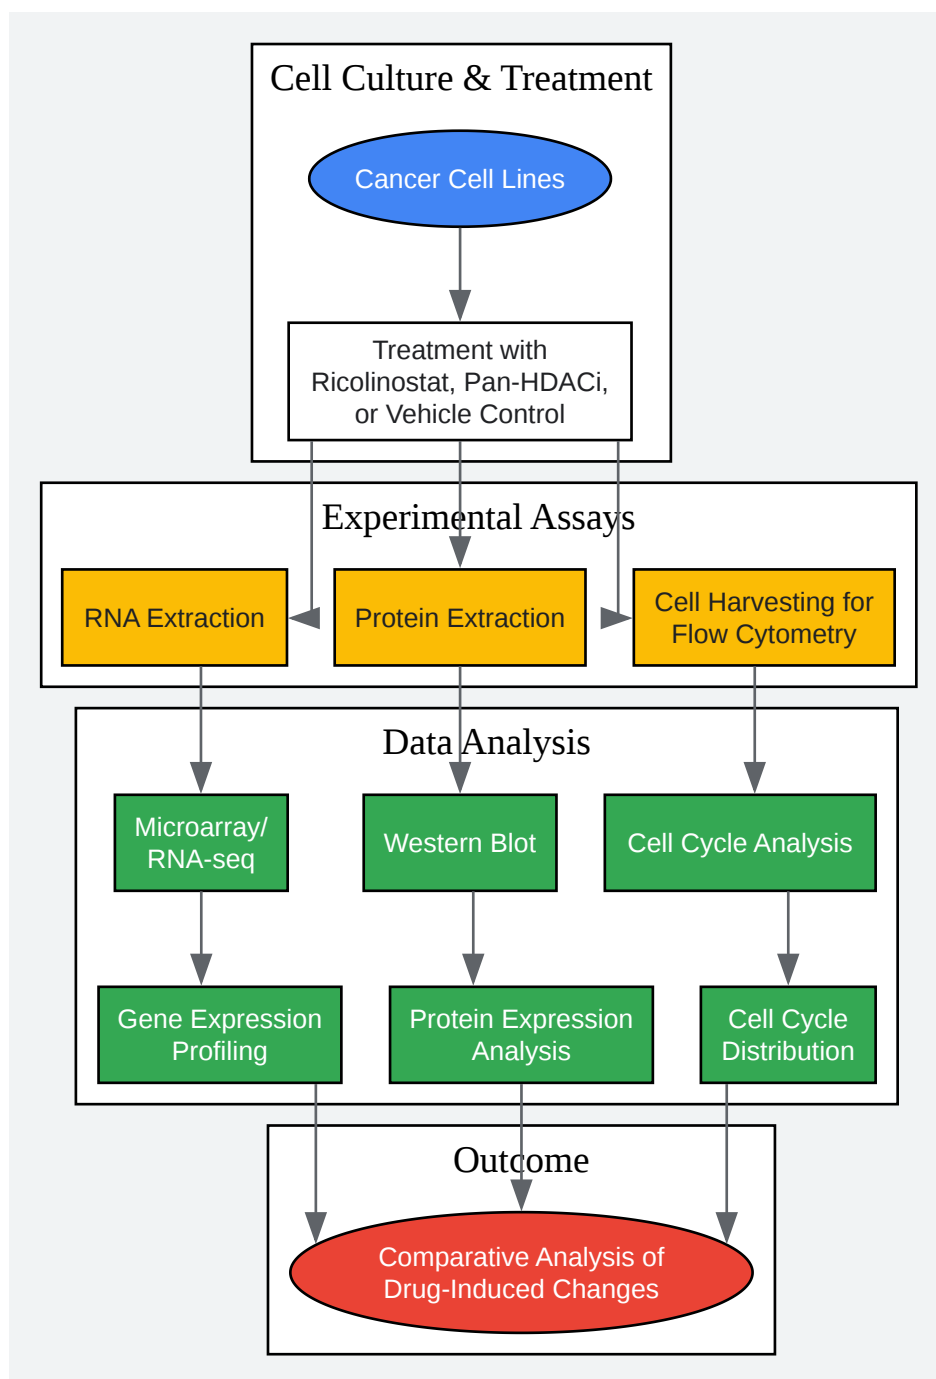 Cell Culture & Treatment
Cancer Cell Lines
Treatment with
Ricolinostat, Pan-HDACi,
or Vehicle Control
Experimental Assays
RNA Extraction
Protein Extraction
Cell Harvesting for
Flow Cytometry
Data Analysis
Microarray/
RNA-seq
Western Blot
Cell Cycle Analysis
Gene Expression
Profiling
Protein Expression
Analysis
Cell Cycle
Distribution
Outcome
Comparative Analysis of
Drug-Induced Changes